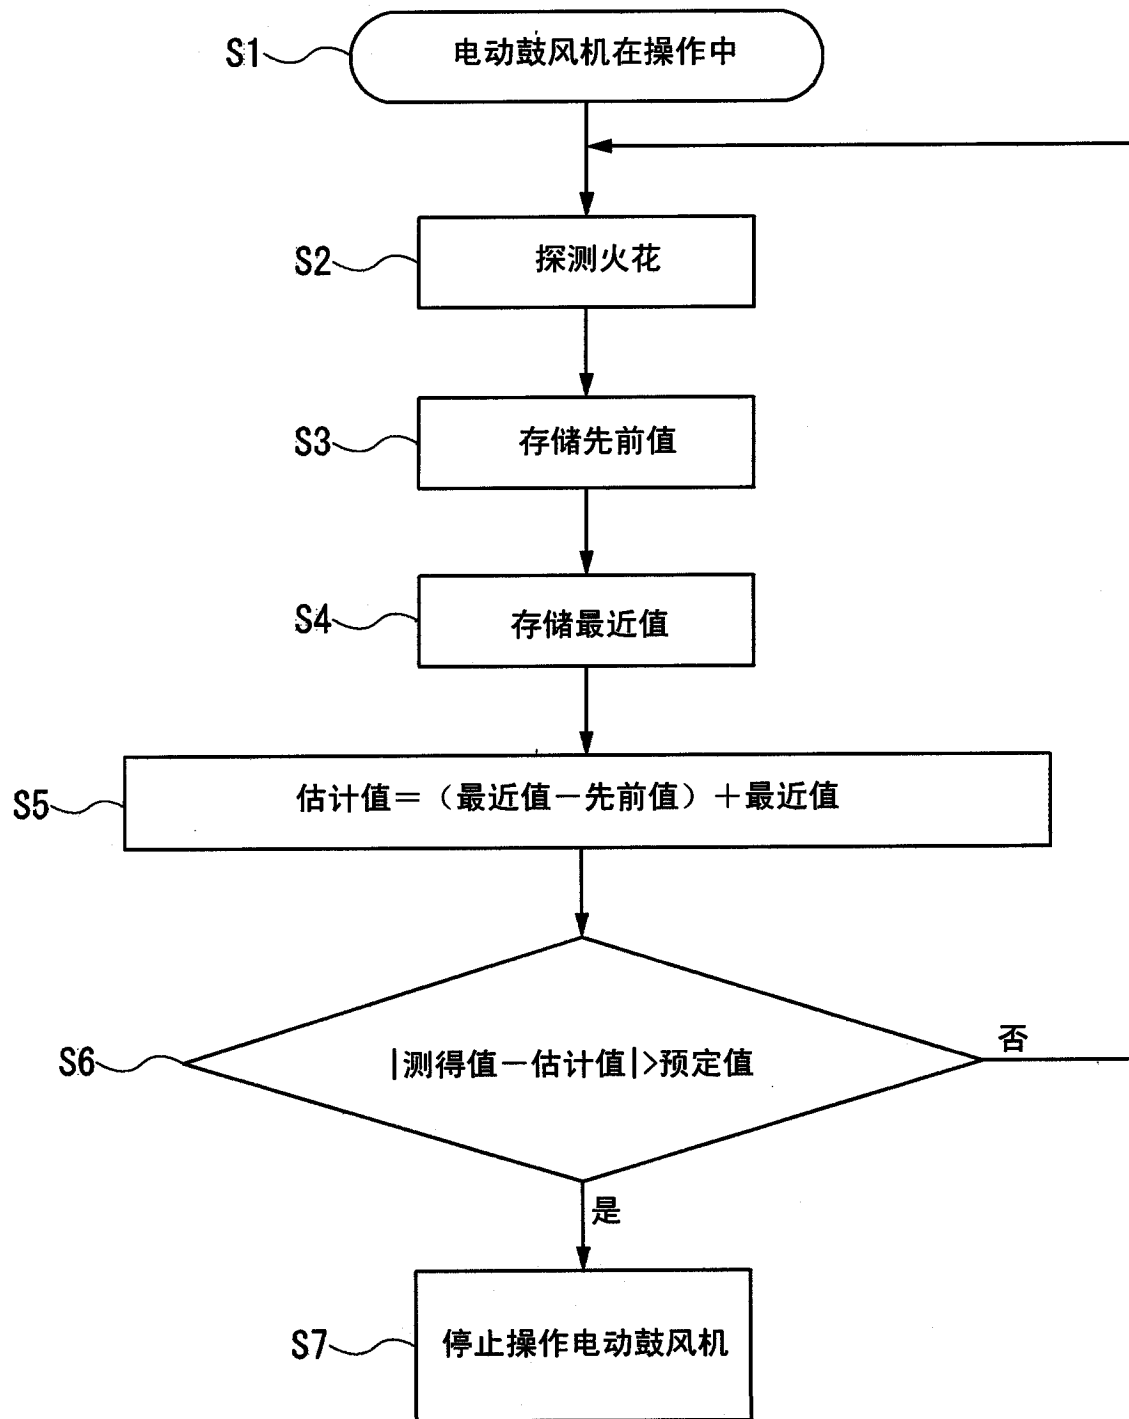 S1 电动鼓风机在操作中
S2 探测火花
S3 存储先前值
S4 存储最近值
S5 估计值＝（最近值－先前值）＋最近值
S6 |测得值－估计值|>预定值
否
是
S7 停止操作电动鼓风机